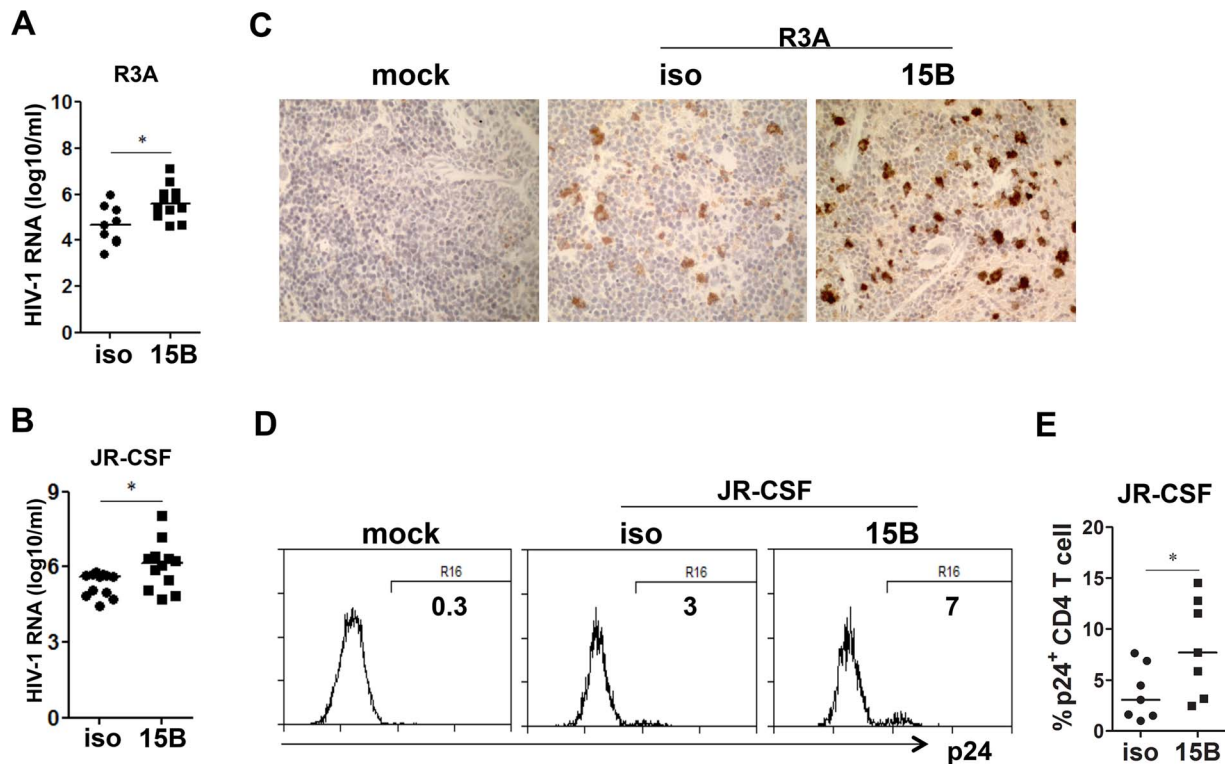 A
R3A
HIV-1 RNA (log10/ml)
10
8
6
4
2
0
*
iso 15B
C
R3A
mock iso 15B
B
JR-CSF
HIV-1 RNA (log10/ml)
9
6
3
0
*
iso 15B
D
JR-CSF
mock iso 15B
R16 R16 R16
0.3 3 7
p24
E
JR-CSF
% p24+ CD4 T cell
20
15
10
5
0
*
iso 15B